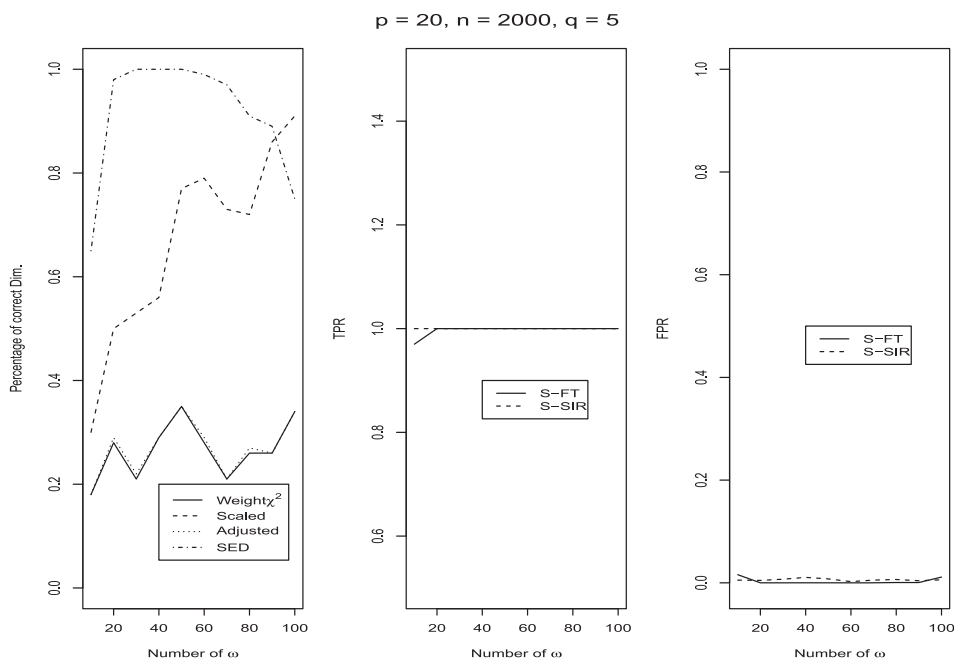 p = 20, n = 2000, q = 5
Percentage of correct Dim.
1.0
0.8
0.6
0.4
0.2
0.0
Weightχ²
Scaled
Adjusted
SED
20 40 60 80 100
Number of ω
TPR
1.4
1.2
1.0
0.8
0.6
S−FT
S−SIR
20 40 60 80 100
Number of ω
FPR
1.0
0.8
0.6
0.4
0.2
0.0
S−FT
S−SIR
20 40 60 80 100
Number of ω